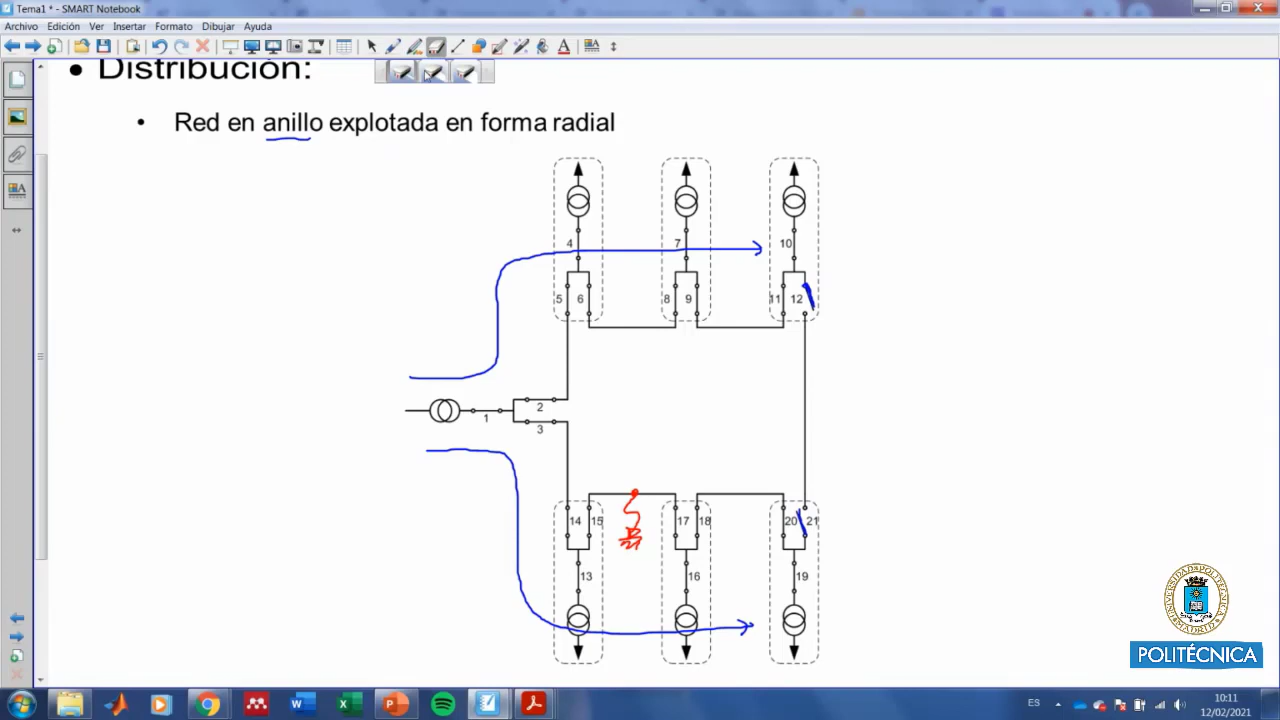 Tema1 * - SMART Notebook
Archivo Edición Ver Insertar Formato Dibujar Ayuda
• Distribución:
• Red en anillo explotada en forma radial
4 7 10
5 6 8 9 11 12
2
1
3
14 15 17 18 20 21
13 16 19
POLITÉCNICA
ES
10:11
12/02/2021